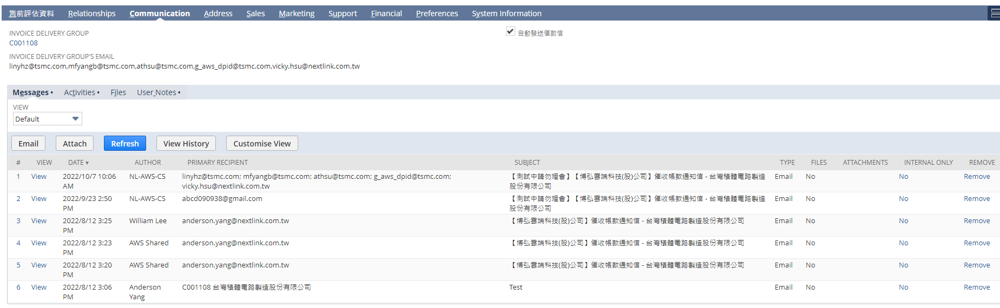 售前評估資料 Relationships Communication Address Sales Marketing Support Financial Preferences System Information
INVOICE DELIVERY GROUP
C001108
自動發送催款信
INVOICE DELIVERY GROUP'S EMAIL
linyhz@tsmc.com,mfyangb@tsmc.com,athsu@tsmc.com,g_aws_dpid@tsmc.com,vicky.hsu@nextlink.com.tw
Messages • Activities • Files User Notes •
VIEW
Default
Email Attach Refresh View History Customise View
# VIEW DATE ▼ AUTHOR PRIMARY RECIPIENT SUBJECT TYPE FILES ATTACHMENTS INTERNAL ONLY REMOVE
1 View 2022/10/7 10:06 NL-AWS-CS linyhz@tsmc.com; mfyangb@tsmc.com; athsu@tsmc.com; g_aws_dpid@tsmc.com; 【測試中請勿理會】【博弘雲端科技(股)公司】催收帳款通知信 - 台灣積體電路製造 Email No No Remove
AM vicky.hsu@nextlink.com.tw 股份有限公司
2 View 2022/9/23 2:50 NL-AWS-CS abcd090938@gmail.com 【測試中請勿理會】【博弘雲端科技(股)公司】催收帳款通知信 - 台灣積體電路製造 Email No No Remove
PM 股份有限公司
3 View 2022/8/12 3:25 William Lee anderson.yang@nextlink.com.tw 【博弘雲端科技(股)公司】催收帳款通知信 - 台灣積體電路製造股份有限公司 Email No No Remove
PM
4 View 2022/8/12 3:23 AWS Shared anderson.yang@nextlink.com.tw 【博弘雲端科技(股)公司】催收帳款通知信 - 台灣積體電路製造股份有限公司 Email No No Remove
PM
5 View 2022/8/12 3:20 AWS Shared anderson.yang@nextlink.com.tw 【博弘雲端科技(股)公司】催收帳款通知信 - 台灣積體電路製造股份有限公司 Email No No Remove
PM
6 View 2022/8/12 3:06 Anderson C001108 台灣積體電路製造股份有限公司 Test Email No No Remove
PM Yang